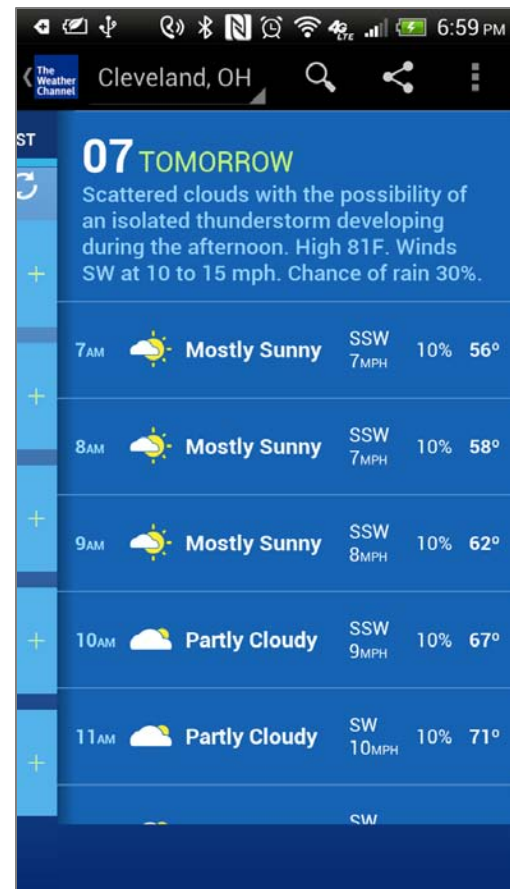 4G LTE 6:59 PM
The Weather Channel
Cleveland, OH
ST
07 TOMORROW
Scattered clouds with the possibility of
an isolated thunderstorm developing
during the afternoon. High 81F. Winds
SW at 10 to 15 mph. Chance of rain 30%.
7AM Mostly Sunny SSW 7MPH 10% 56°
8AM Mostly Sunny SSW 7MPH 10% 58°
9AM Mostly Sunny SSW 8MPH 10% 62°
10AM Partly Cloudy SSW 9MPH 10% 67°
11AM Partly Cloudy SW 10MPH 10% 71°
SW